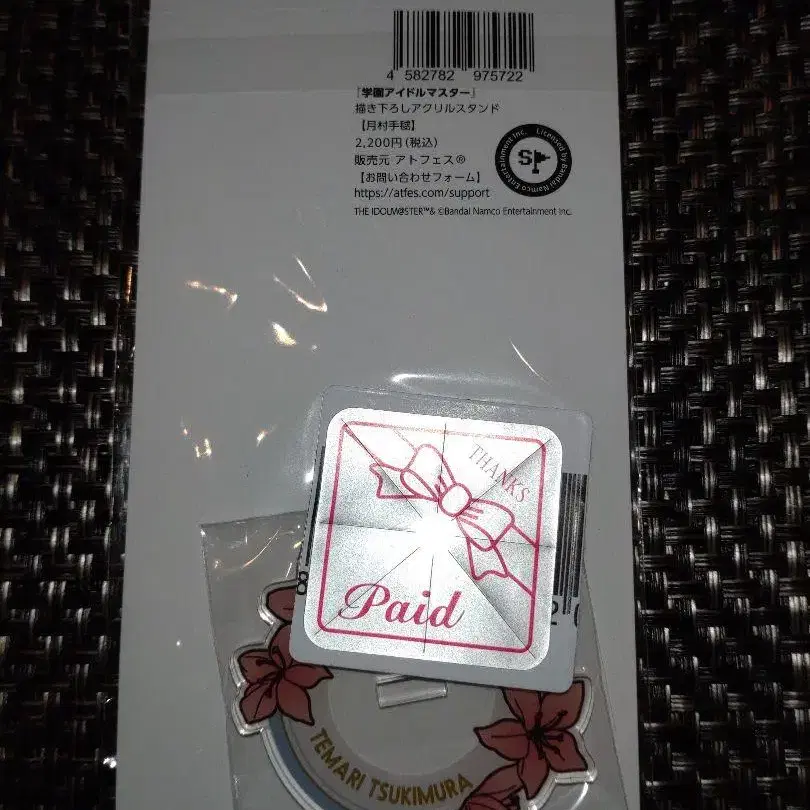 4 582782 975722
『学園アイドルマスター』
描き下ろしアクリルスタンド
【月村手毬】
2,200円(税込)
販売元 アトフェス®
【お問い合わせフォーム】
https://atfes.com/support
THE IDOLM@STER™& ©Bandai Namco Entertainment Inc.
Licensed by Bandai Namco Entertainment Inc.
SP
THANKS
Paid
8
TEMARI TSUKIMURA